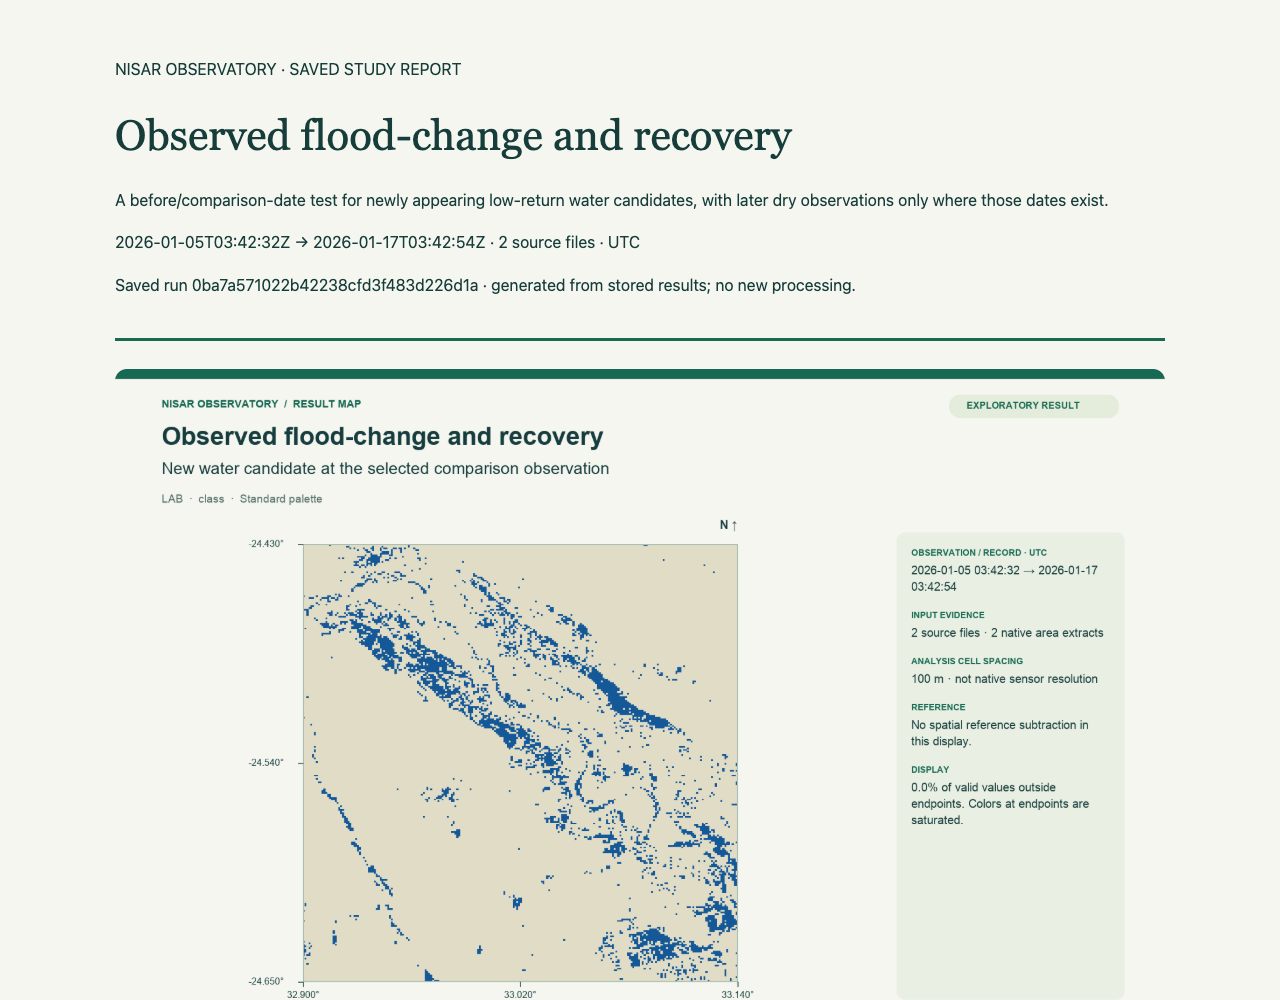 NISAR OBSERVATORY · SAVED STUDY REPORT
Observed flood-change and recovery
A before/comparison-date test for newly appearing low-return water candidates, with later dry observations only where those dates exist.
2026-01-05T03:42:32Z → 2026-01-17T03:42:54Z · 2 source files · UTC
Saved run 0ba7a571022b42238cfd3f483d226d1a · generated from stored results; no new processing.
NISAR OBSERVATORY / RESULT MAP
EXPLORATORY RESULT
Observed flood-change and recovery
New water candidate at the selected comparison observation
LAB · class · Standard palette
N ↑
-24.430°
-24.540°
-24.650°
32.900°
33.020°
33.140°
OBSERVATION / RECORD · UTC
2026-01-05 03:42:32 → 2026-01-17
03:42:54
INPUT EVIDENCE
2 source files · 2 native area extracts
ANALYSIS CELL SPACING
100 m · not native sensor resolution
REFERENCE
No spatial reference subtraction in
this display.
DISPLAY
0.0% of valid values outside
endpoints. Colors at endpoints are
saturated.